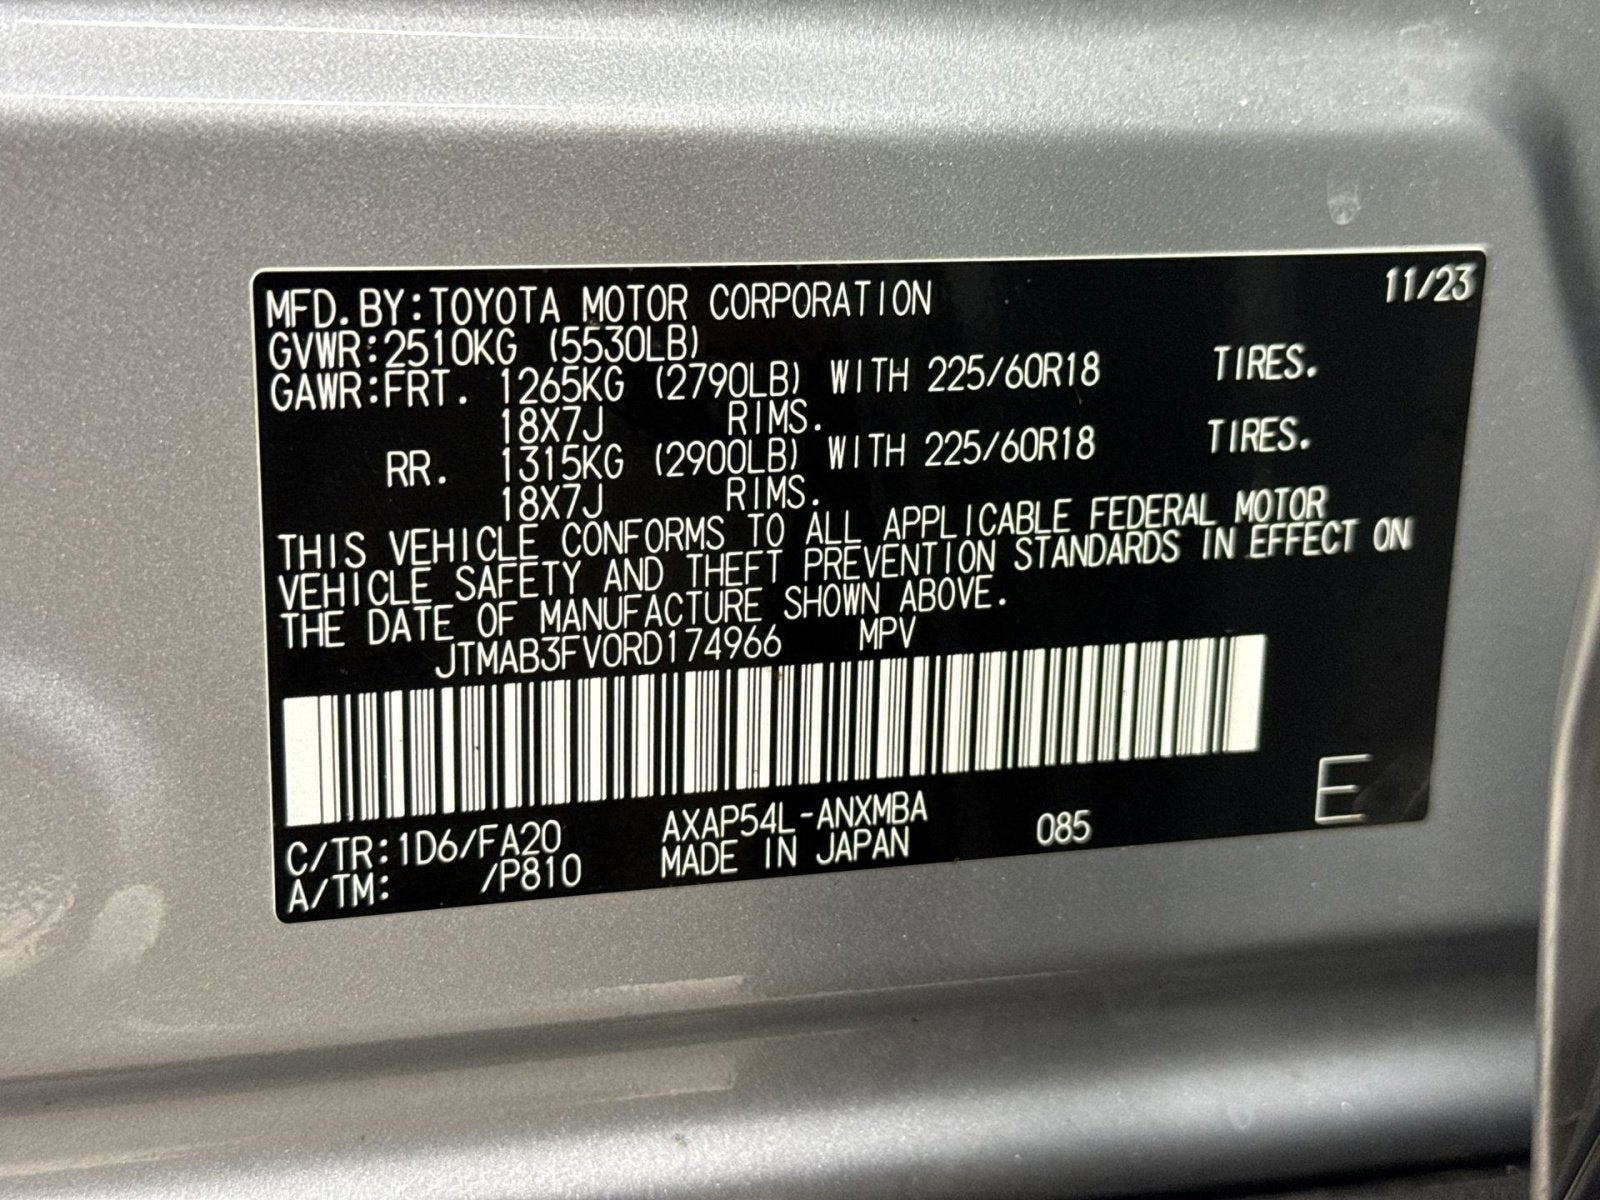 11/23
MFD.BY:TOYOTA MOTOR CORPORATION
GVWR:2510KG (5530LB)
GAWR:FRT. 1265KG (2790LB) WITH 225/60R18 TIRES.
18X7J RIMS.
RR. 1315KG (2900LB) WITH 225/60R18 TIRES.
18X7J RIMS.
THIS VEHICLE CONFORMS TO ALL APPLICABLE FEDERAL MOTOR
VEHICLE SAFETY AND THEFT PREVENTION STANDARDS IN EFFECT ON
THE DATE OF MANUFACTURE SHOWN ABOVE.
JTMAB3FV0RD174966 MPV
C/TR:1D6/FA20 AXAP54L-ANXMBA 085 E
A/TM: /P810 MADE IN JAPAN